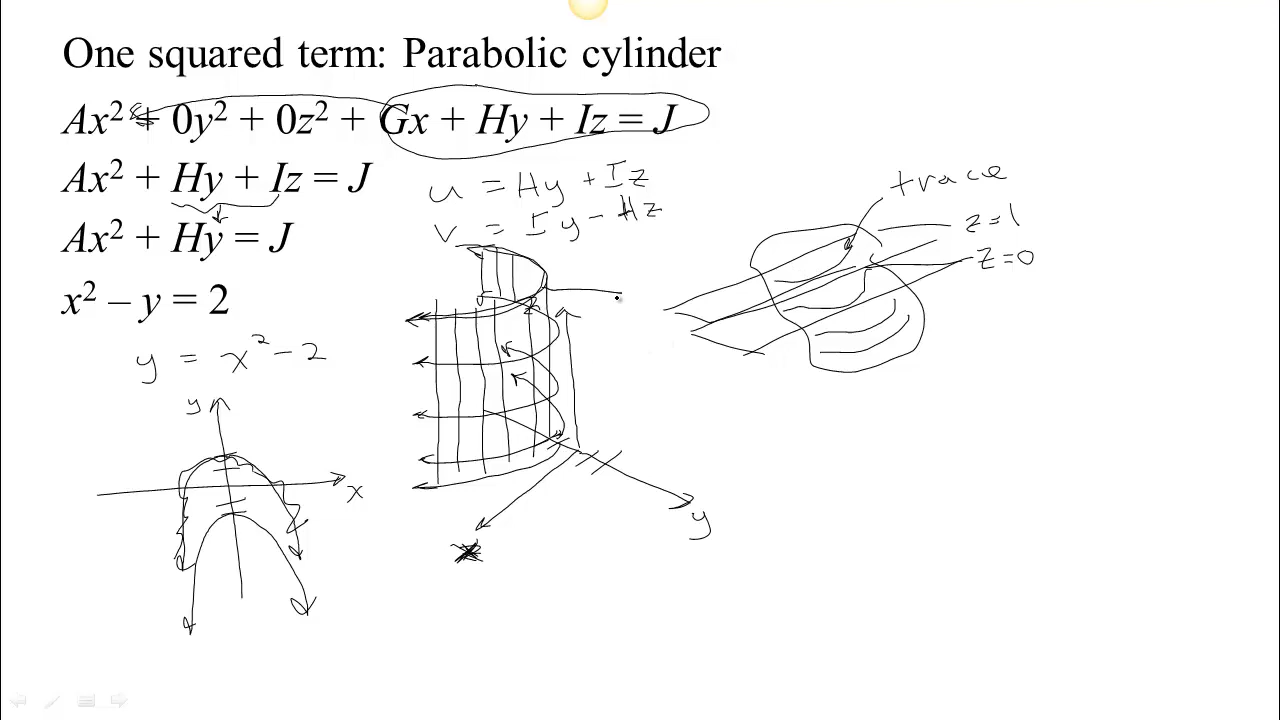 One squared term: Parabolic cylinder
Ax² + 0y² + 0z² + Gx + Hy + Iz = J
Ax² + Hy + Iz = J
u = Hy + Iz
trace
Ax² + Hy = J
v = Iy - Hz
z=1
z=0
x² – y = 2
y = x² - 2
y
x
y